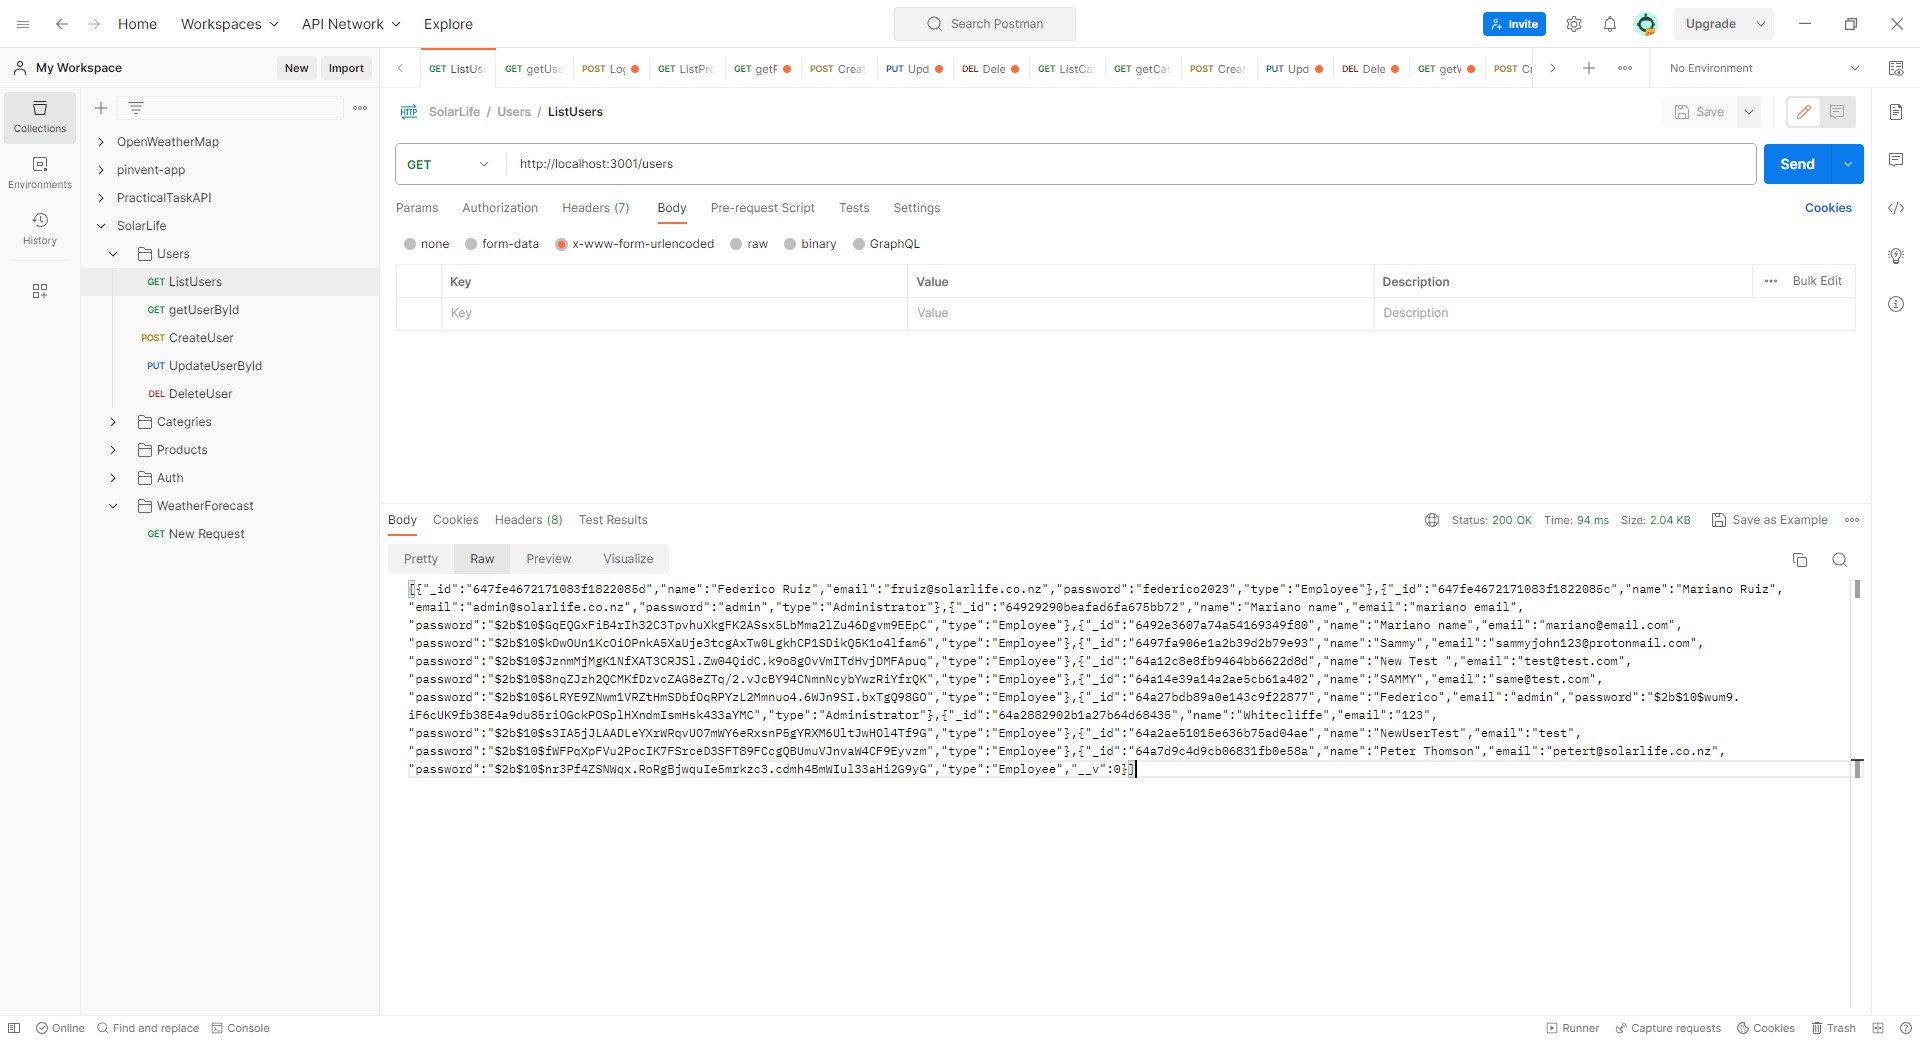 Home Workspaces API Network Explore Search Postman Invite Upgrade
My Workspace New Import GET ListUs getUse POST Log GET ListPro GET getP POST Creat PUT Upd DEL Dele GET ListCa GET getCat POST Creat PUT Upd DEL Dele GET getW POST Cr No Environment
Collections
Environments
History
OpenWeatherMap
pinvent-app
PracticalTaskAPI
SolarLife
Users
GET ListUsers
GET getUserById
POST CreateUser
PUT UpdateUserById
DEL DeleteUser
Categries
Products
Auth
WeatherForecast
GET New Request
HTTP SolarLife / Users / ListUsers Save
GET http://localhost:3001/users Send
Params Authorization Headers (7) Body Pre-request Script Tests Settings Cookies
none form-data x-www-form-urlencoded raw binary GraphQL
Key Value Description Bulk Edit
Key Value Description
Body Cookies Headers (8) Test Results Status: 200 OK Time: 94 ms Size: 2.04 KB Save as Example
Pretty Raw Preview Visualize
[{"_id":"647fe4672171083f1822085d","name":"Federico Ruiz","email":"fruiz@solarlife.co.nz","password":"federico2023","type":"Employee"},{"_id":"647fe4672171083f1822085c","name":"Mariano Ruiz",
"email":"admin@solarlife.co.nz","password":"admin","type":"Administrator"},{"_id":"64929290beafad6fa675bb72","name":"Mariano name","email":"mariano email",
"password":"$2b$10$GqEQGxFiB4rIh32C3TpvhuXkgFK2ASsx5LbMma2lZu46Dgvm9EEpC","type":"Employee"},{"_id":"6492e3607a74a54169349f80","name":"Mariano name","email":"mariano@email.com",
"password":"$2b$10$kDwOUn1KcOiOPnkA5XaUje3tcgAxTw0LgkhCP1SDikQ5K1o4lfam6","type":"Employee"},{"_id":"6497fa906e1a2b39d2b79e93","name":"Sammy","email":"sammyjohn123@protonmail.com",
"password":"$2b$10$JznmMjMgK1NfXAT3CRJSl.Zw04QidC.k9o8gOvVmITdHvjDMFApuq","type":"Employee"},{"_id":"64a12c8e8fb9464bb6622d8d","name":"New Test ","email":"test@test.com",
"password":"$2b$10$8nqZJzh2QCMKfDzvcZAG8eZTq/2.vJcBY94CNmnNcybYwzRiYfrQK","type":"Employee"},{"_id":"64a14e39a14a2ae5cb61a402","name":"SAMMY","email":"same@test.com",
"password":"$2b$10$6LRYE9ZNwm1VRZtHmSDbfOqRPYzL2Mmnuo4.6WJn9SI.bxTgQ98GO","type":"Employee"},{"_id":"64a27bdb89a0e143c9f22877","name":"Federico","email":"admin","password":"$2b$10$wum9.
iF6cUK9fb38E4a9du85riOGckPOSplHXndmIsmHsk433aYMC","type":"Administrator"},{"_id":"64a2882902b1a27b64d68435","name":"Whitecliffe","email":"123",
"password":"$2b$10$s3IA5jJLAADLeYXrWRqvUO7mWY6eRxsnP5gYRXM6UltJwHOl4Tf9G","type":"Employee"},{"_id":"64a2ae51015e636b75ad04ae","name":"NewUserTest","email":"test",
"password":"$2b$10$fWFPqXpFVu2PocIK7FSrceD3SFT89FCcgQBUmuVJnvaW4CF9Eyvzm","type":"Employee"},{"_id":"64a7d9c4d9cb06831fb0e58a","name":"Peter Thomson","email":"petert@solarlife.co.nz",
"password":"$2b$10$nr3Pf4ZSNWqx.RoRgBjwquIe5mrkzc3.cdmh4BmWIul33aHi2G9yG","type":"Employee","__v":0}]
Online Find and replace Console Runner Capture requests Cookies Trash